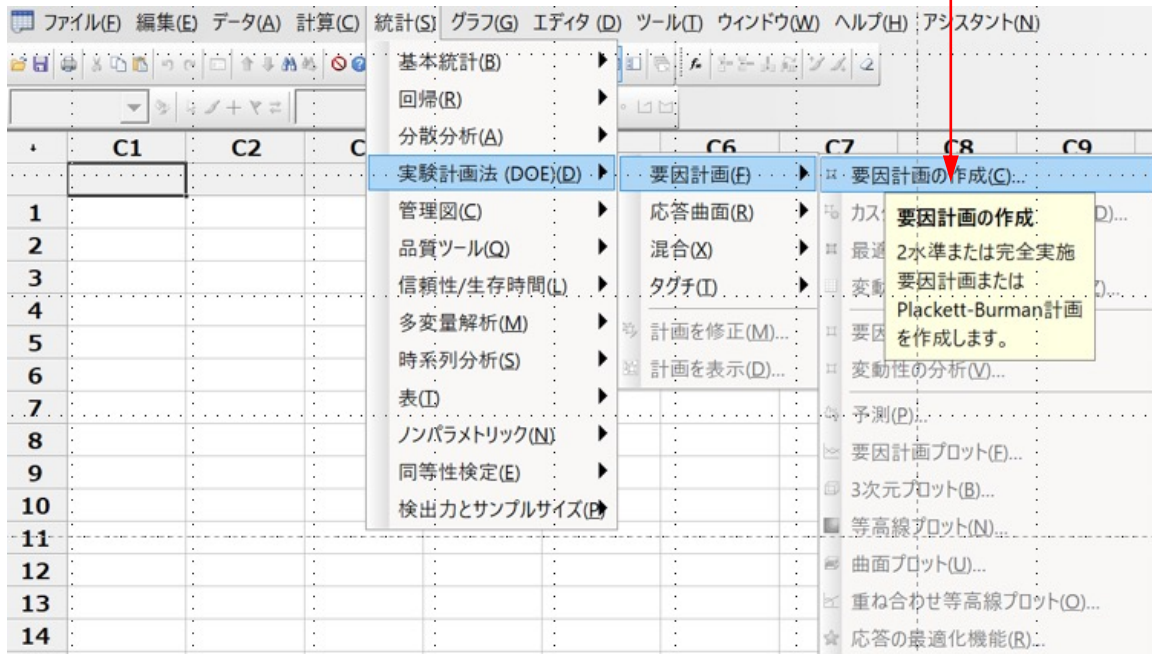 ファイル(F) 編集(E) データ(A) 計算(C) 統計(S) グラフ(G) エディタ (D) ツール(T) ウィンドウ(W) ヘルプ(H) アシスタント(N)
基本統計(B)
回帰(R)
分散分析(A)
実験計画法 (DOE)(D)
管理図(C)
品質ツール(Q)
信頼性/生存時間(L)
多変量解析(M)
時系列分析(S)
表(T)
ノンパラメトリック(N)
同等性検定(E)
検出力とサンプルサイズ(P)
要因計画(F)
応答曲面(R)
混合(X)
タグチ(T)
計画を修正(M)...
計画を表示(D)...
要因計画の作成(C)...
カス D)...
最適
変動 Z)...
要因
変動性の分析(V)...
予測(P)...
要因計画プロット(F)...
3次元プロット(B)...
等高線プロット(N)...
曲面プロット(U)...
重ね合わせ等高線プロット(O)...
応答の最適化機能(R)...
要因計画の作成
2水準または完全実施
要因計画または
Plackett-Burman計画
を作成します。
C1 C2 C C6 C7 C8 C9
1
2
3
4
5
6
7
8
9
10
11
12
13
14